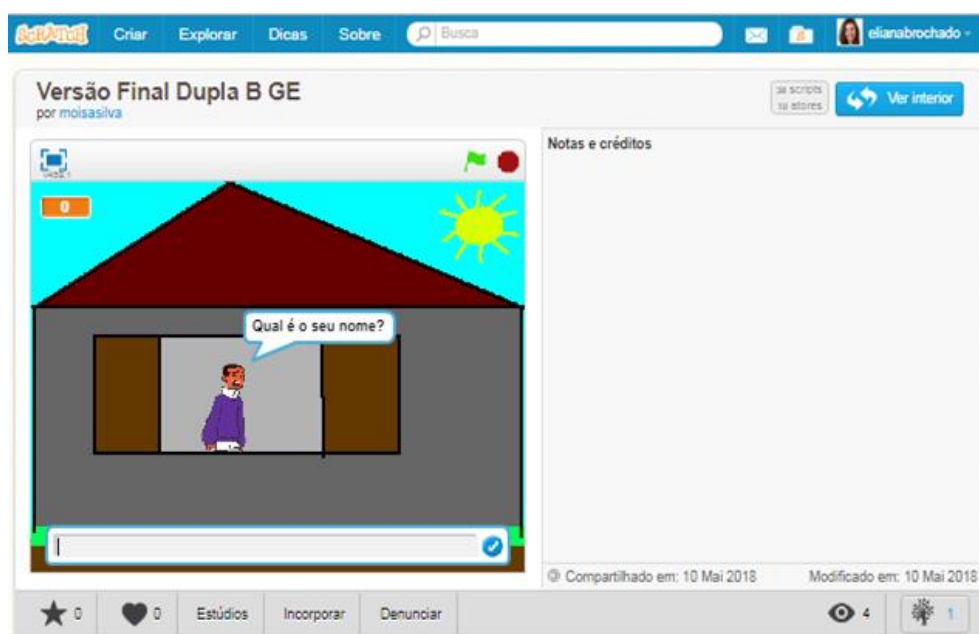 SCRATCH Criar Explorar Dicas Sobre Busca elianabrochado
Versão Final Dupla B GE
por moisasilva
scripts
atores
Ver interior
Notas e créditos
0
Qual é o seu nome?
Compartilhado em: 10 Mai 2018 Modificado em: 10 Mai 2018
0 0 Estúdios Incorporar Denunciar 4 1